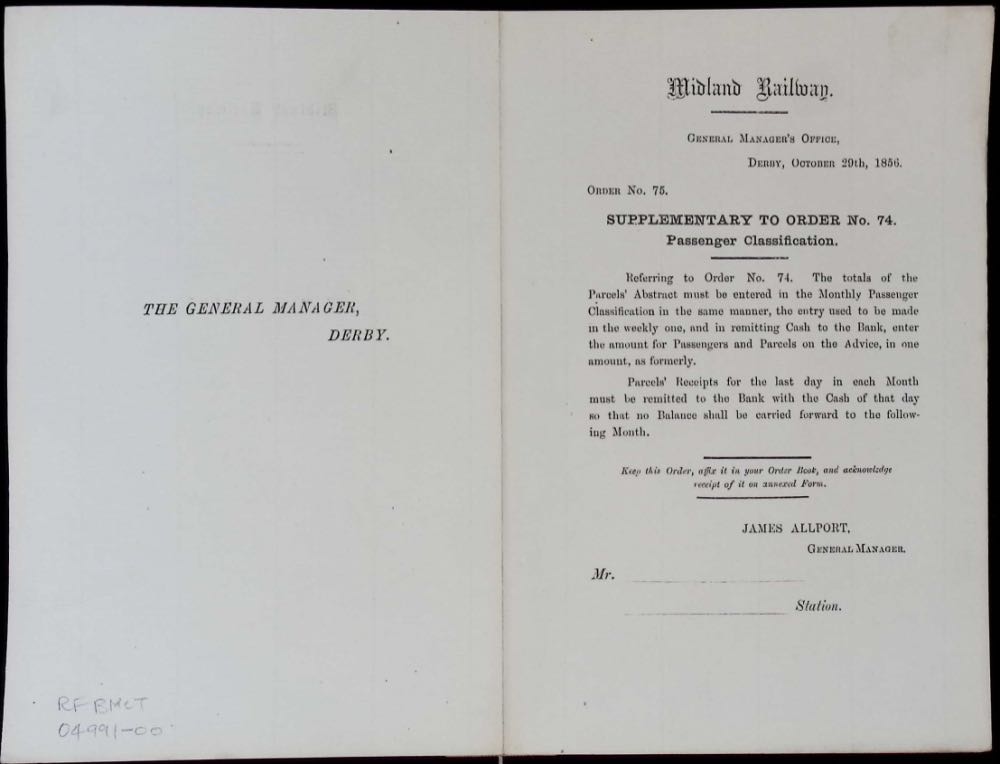 THE GENERAL MANAGER,
DERBY.
RFBMCT
04991-00
Midland Railway.
GENERAL MANAGER'S OFFICE,
DERBY, OCTOBER 29th, 1856.
ORDER No. 75.
SUPPLEMENTARY TO ORDER No. 74.
Passenger Classification.
Referring to Order No. 74. The totals of the
Parcels' Abstract must be entered in the Monthly Passenger
Classification in the same manner, the entry used to be made
in the weekly one, and in remitting Cash to the Bank, enter
the amount for Passengers and Parcels on the Advice, in one
amount, as formerly.
Parcels' Receipts for the last day in each Month
must be remitted to the Bank with the Cash of that day
so that no Balance shall be carried forward to the follow-
ing Month.
Keep this Order, affix it in your Order Book, and acknowledge
receipt of it on annexed Form.
JAMES ALLPORT,
GENERAL MANAGER.
Mr.
Station.